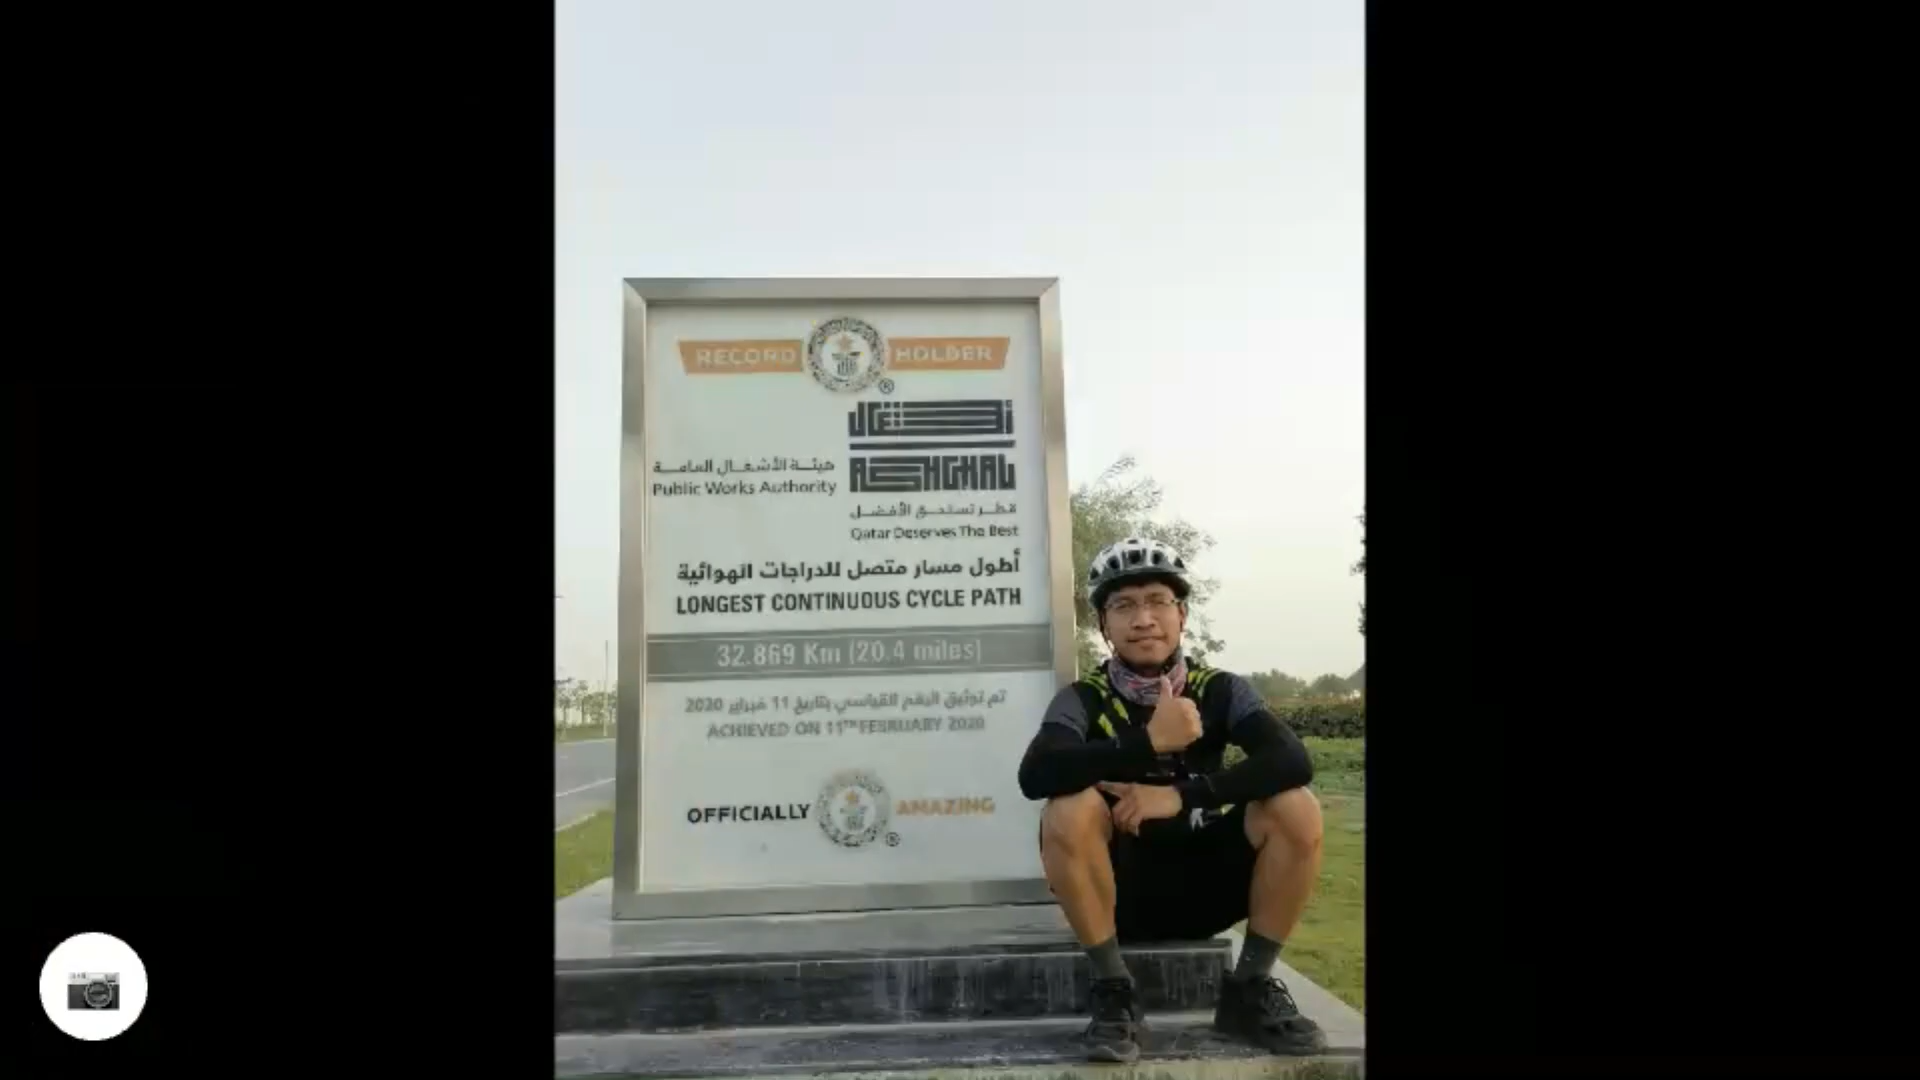 RECORD HOLDER
أشغال
ASHGHAL
هيئة الأشغال العامة
Public Works Authority
قطر تستحق الأفضل
Qatar Deserves The Best
أطول مسار متصل للدراجات الهوائية
LONGEST CONTINUOUS CYCLE PATH
32.869 Km (20.4 miles)
تم توثيق الرقم القياسي بتاريخ 11 فبراير 2020
ACHIEVED ON 11TH FEBRUARY 2020
OFFICIALLY AMAZING